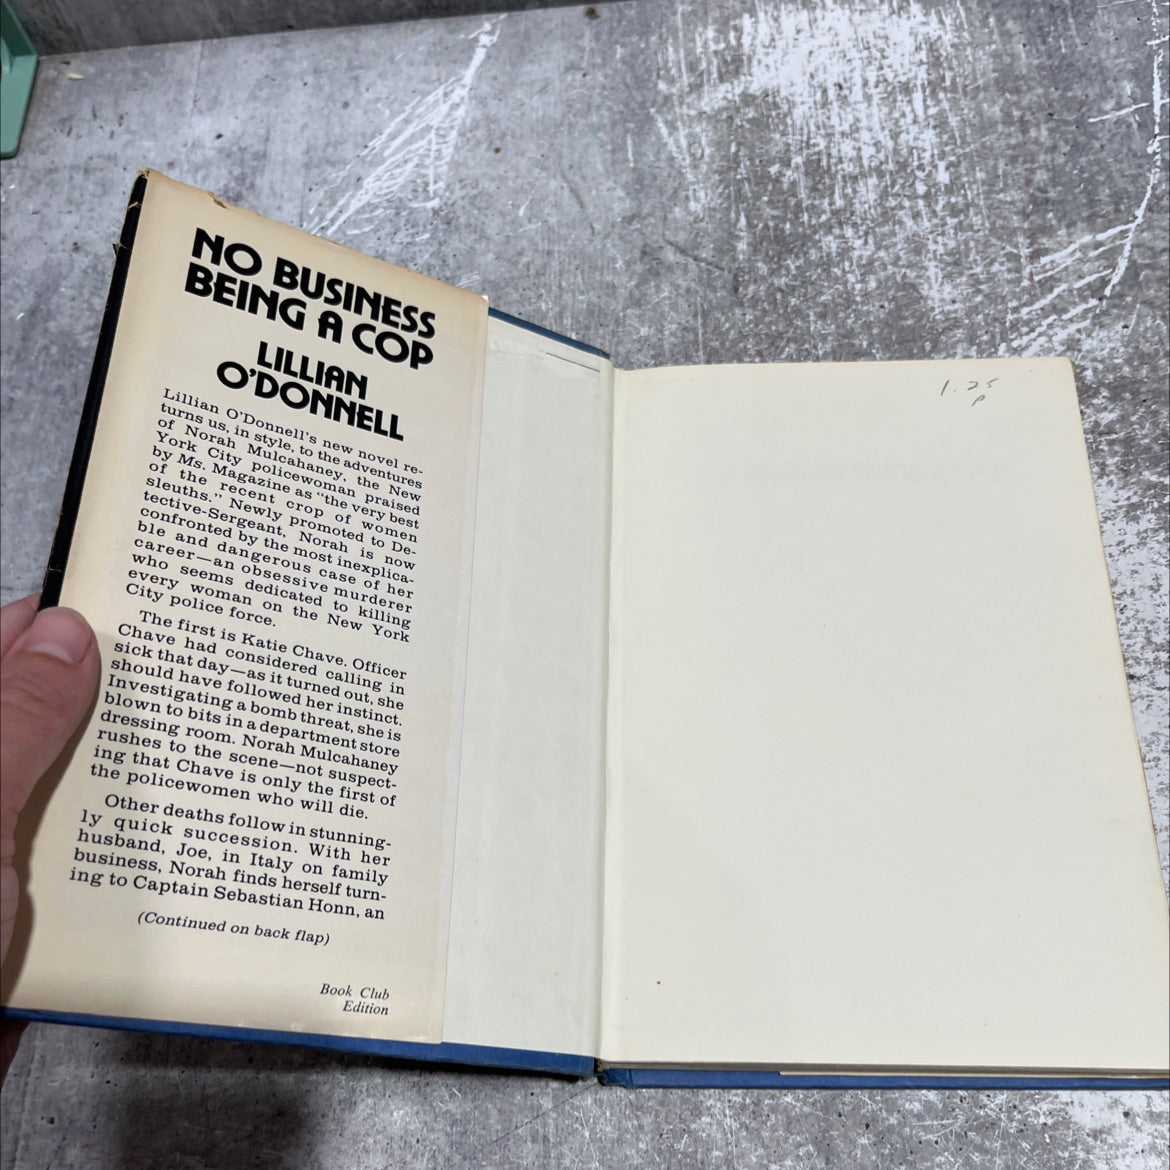 NO BUSINESS
BEING A COP
LILLIAN
O'DONNELL
Lillian O'Donnell's new novel re-
turns us, in style, to the adventures
of Norah Mulcahaney, the New
York City policewoman praised
by Ms. Magazine as "the very best
of the recent crop of women
sleuths." Newly promoted to De-
tective-Sergeant, Norah is now
confronted by the most inexplica-
ble and dangerous case of her
career—an obsessive murderer
who seems dedicated to killing
every woman on the New York
City police force.
The first is Katie Chave. Officer
Chave had considered calling in
sick that day—as it turned out, she
should have followed her instinct.
Investigating a bomb threat, she is
blown to bits in a department store
dressing room. Norah Mulcahaney
rushes to the scene—not suspect-
ing that Chave is only the first of
the policewomen who will die.
Other deaths follow in stunning-
ly quick succession. With her
husband, Joe, in Italy on family
business, Norah finds herself turn-
ing to Captain Sebastian Honn, an
(Continued on back flap)
Book Club
Edition
1.25
P